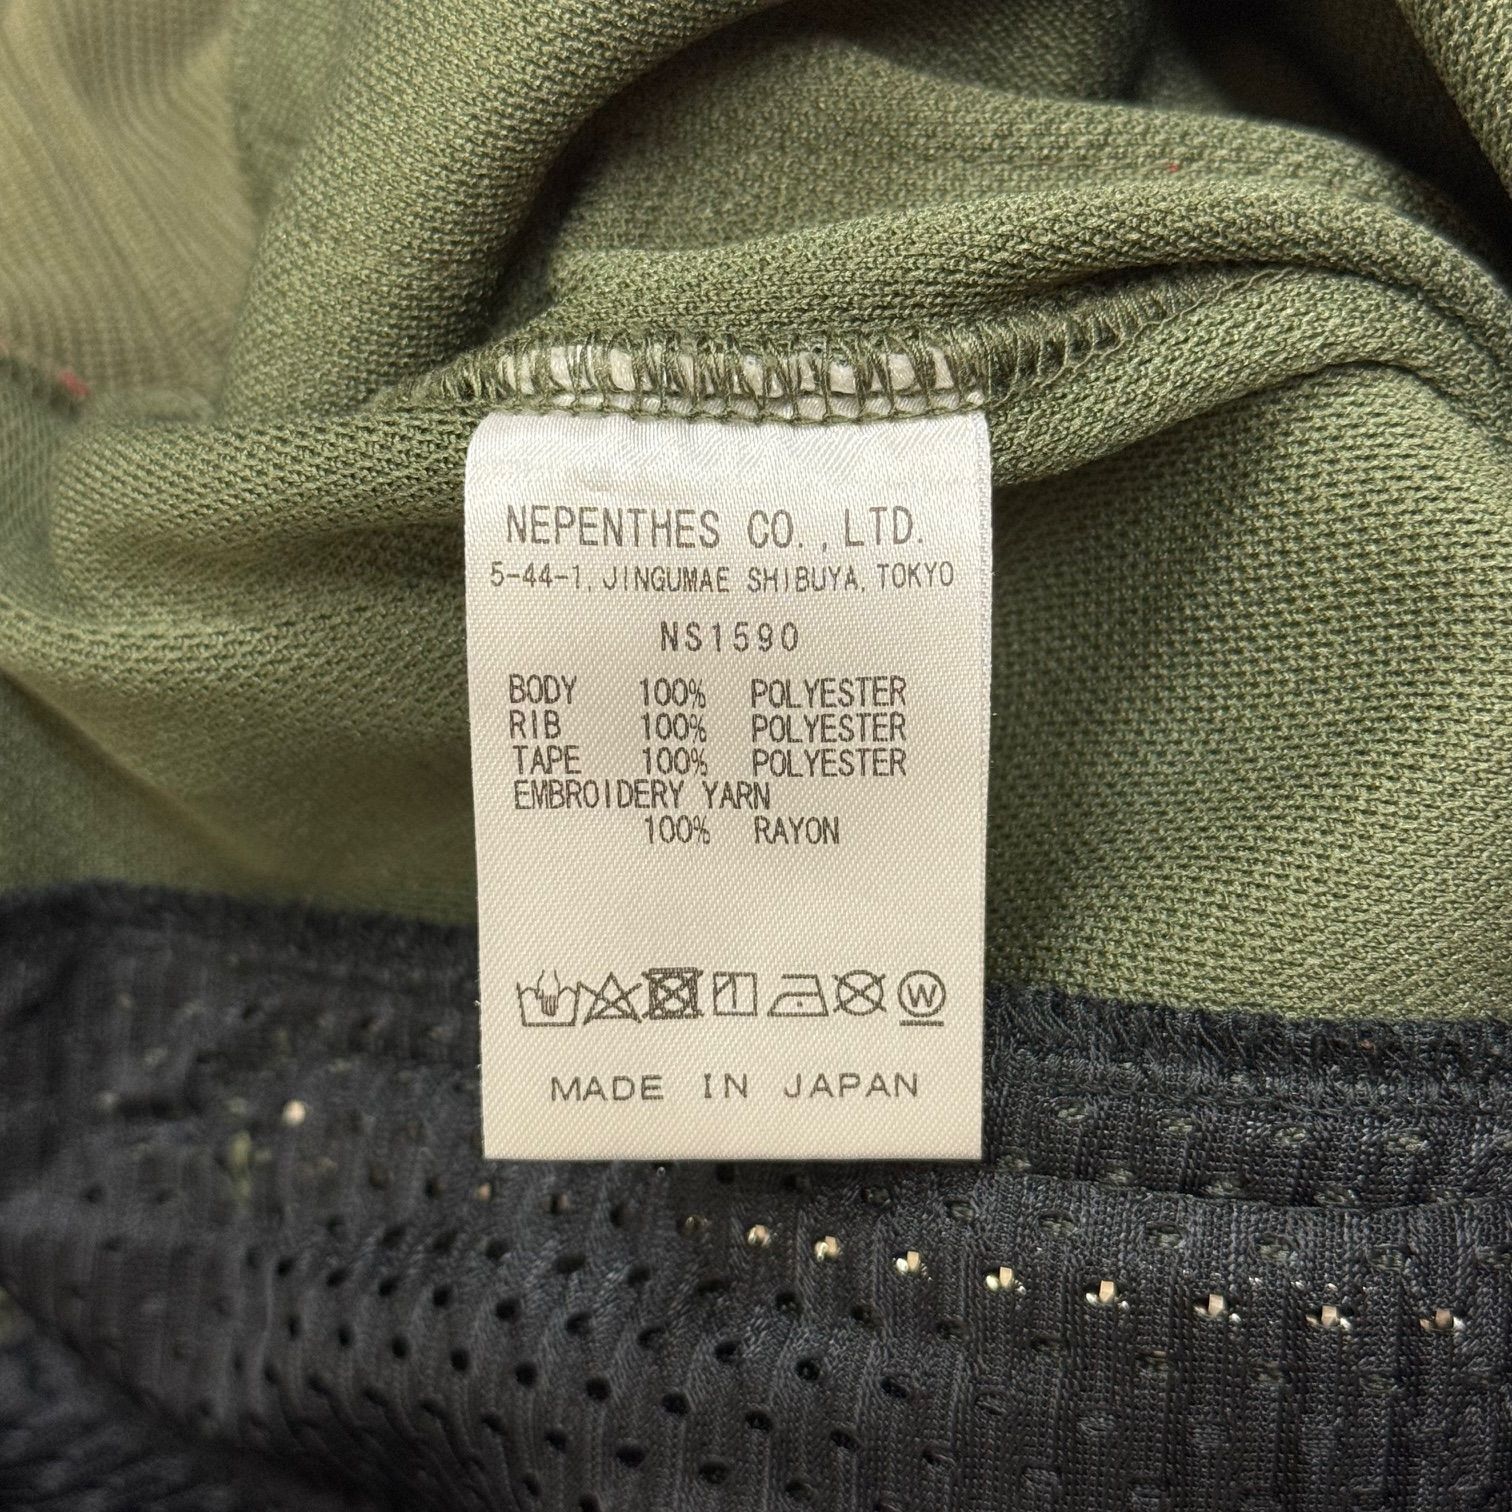 NEPENTHES CO.,LTD.
5-44-1, JINGUMAE SHIBUYA, TOKYO
NS1590
BODY 100% POLYESTER
RIB 100% POLYESTER
TAPE 100% POLYESTER
EMBROIDERY YARN
100% RAYON
W
MADE IN JAPAN